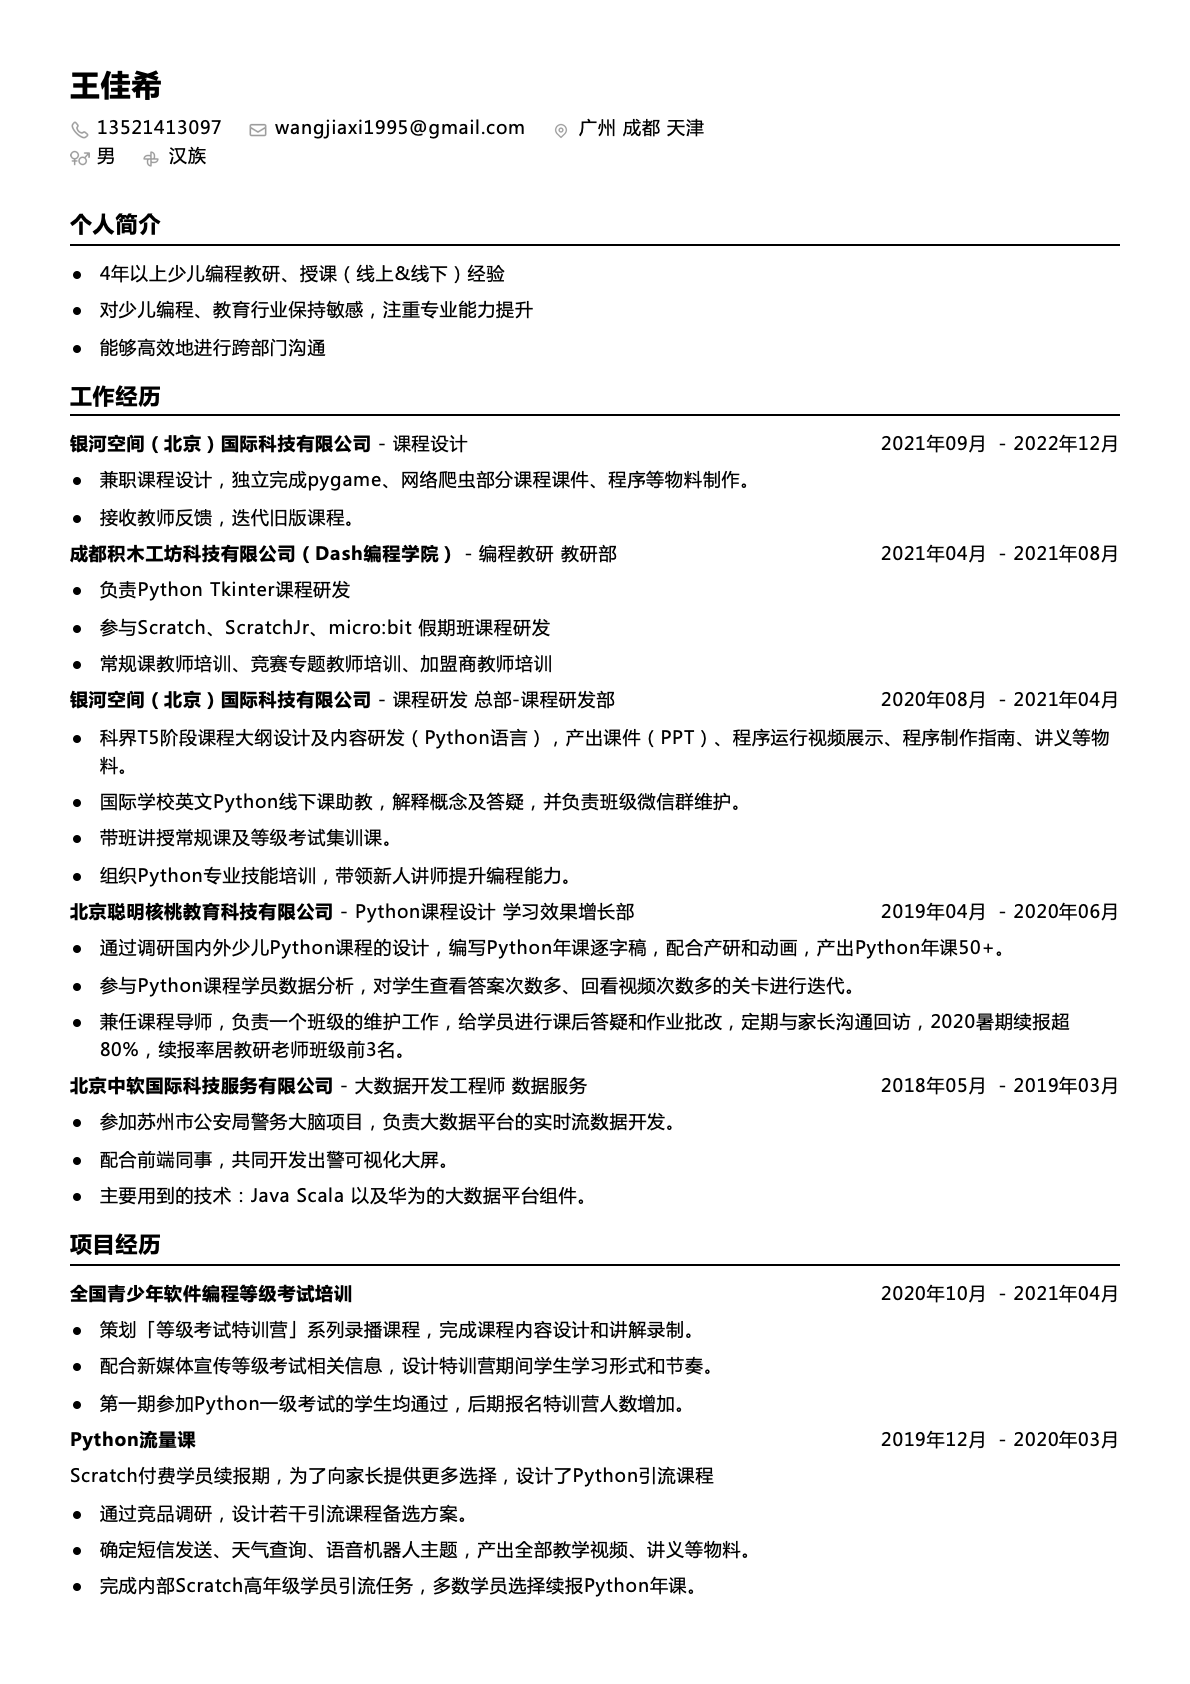 王佳希
13521413097 wangjiaxi1995@gmail.com 广州 成都 天津
男 汉族
个人简介
● 4年以上少儿编程教研、授课（线上&线下）经验
● 对少儿编程、教育行业保持敏感，注重专业能力提升
● 能够高效地进行跨部门沟通
工作经历
银河空间（北京）国际科技有限公司 - 课程设计 2021年09月 - 2022年12月
● 兼职课程设计，独立完成pygame、网络爬虫部分课程课件、程序等物料制作。
● 接收教师反馈，迭代旧版课程。
成都积木工坊科技有限公司（Dash编程学院） - 编程教研 教研部 2021年04月 - 2021年08月
● 负责Python Tkinter课程研发
● 参与Scratch、ScratchJr、micro:bit 假期班课程研发
● 常规课教师培训、竞赛专题教师培训、加盟商教师培训
银河空间（北京）国际科技有限公司 - 课程研发 总部-课程研发部 2020年08月 - 2021年04月
● 科界T5阶段课程大纲设计及内容研发（Python语言），产出课件（PPT）、程序运行视频展示、程序制作指南、讲义等物
料。
● 国际学校英文Python线下课助教，解释概念及答疑，并负责班级微信群维护。
● 带班讲授常规课及等级考试集训课。
● 组织Python专业技能培训，带领新人讲师提升编程能力。
北京聪明核桃教育科技有限公司 - Python课程设计 学习效果增长部 2019年04月 - 2020年06月
● 通过调研国内外少儿Python课程的设计，编写Python年课逐字稿，配合产研和动画，产出Python年课50+。
● 参与Python课程学员数据分析，对学生查看答案次数多、回看视频次数多的关卡进行迭代。
● 兼任课程导师，负责一个班级的维护工作，给学员进行课后答疑和作业批改，定期与家长沟通回访，2020暑期续报超
80%，续报率居教研老师班级前3名。
北京中软国际科技服务有限公司 - 大数据开发工程师 数据服务 2018年05月 - 2019年03月
● 参加苏州市公安局警务大脑项目，负责大数据平台的实时流数据开发。
● 配合前端同事，共同开发出警可视化大屏。
● 主要用到的技术：Java Scala 以及华为的大数据平台组件。
项目经历
全国青少年软件编程等级考试培训 2020年10月 - 2021年04月
● 策划「等级考试特训营」系列录播课程，完成课程内容设计和讲解录制。
● 配合新媒体宣传等级考试相关信息，设计特训营期间学生学习形式和节奏。
● 第一期参加Python一级考试的学生均通过，后期报名特训营人数增加。
Python流量课 2019年12月 - 2020年03月
Scratch付费学员续报期，为了向家长提供更多选择，设计了Python引流课程
● 通过竞品调研，设计若干引流课程备选方案。
● 确定短信发送、天气查询、语音机器人主题，产出全部教学视频、讲义等物料。
● 完成内部Scratch高年级学员引流任务，多数学员选择续报Python年课。